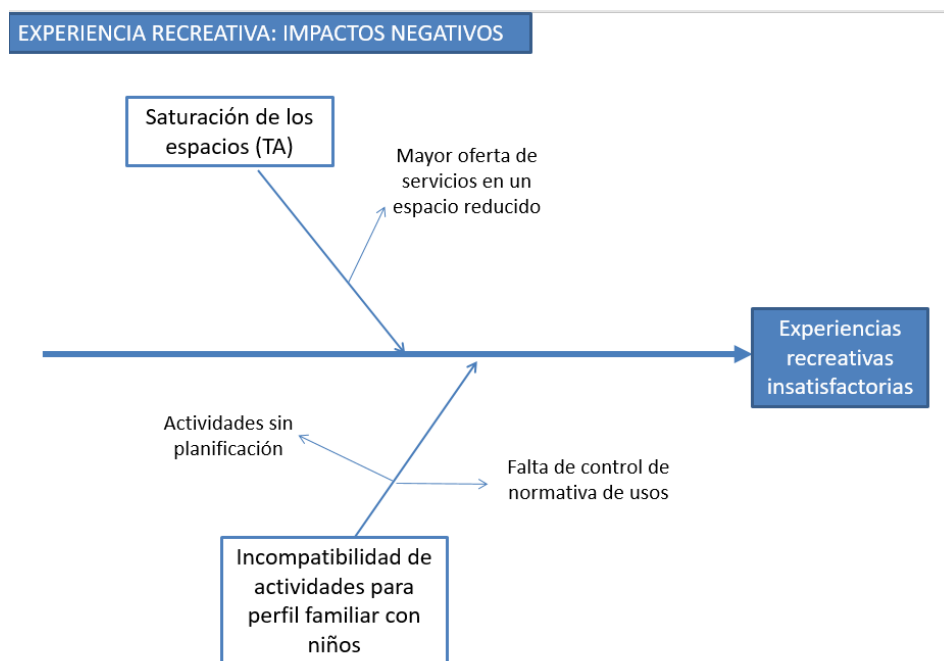 EXPERIENCIA RECREATIVA: IMPACTOS NEGATIVOS
Saturación de los
espacios (TA)
Mayor oferta de
servicios en un
espacio reducido
Experiencias
recreativas
insatisfactorias
Actividades sin
planificación
Falta de control de
normativa de usos
Incompatibilidad de
actividades para
perfil familiar con
niños